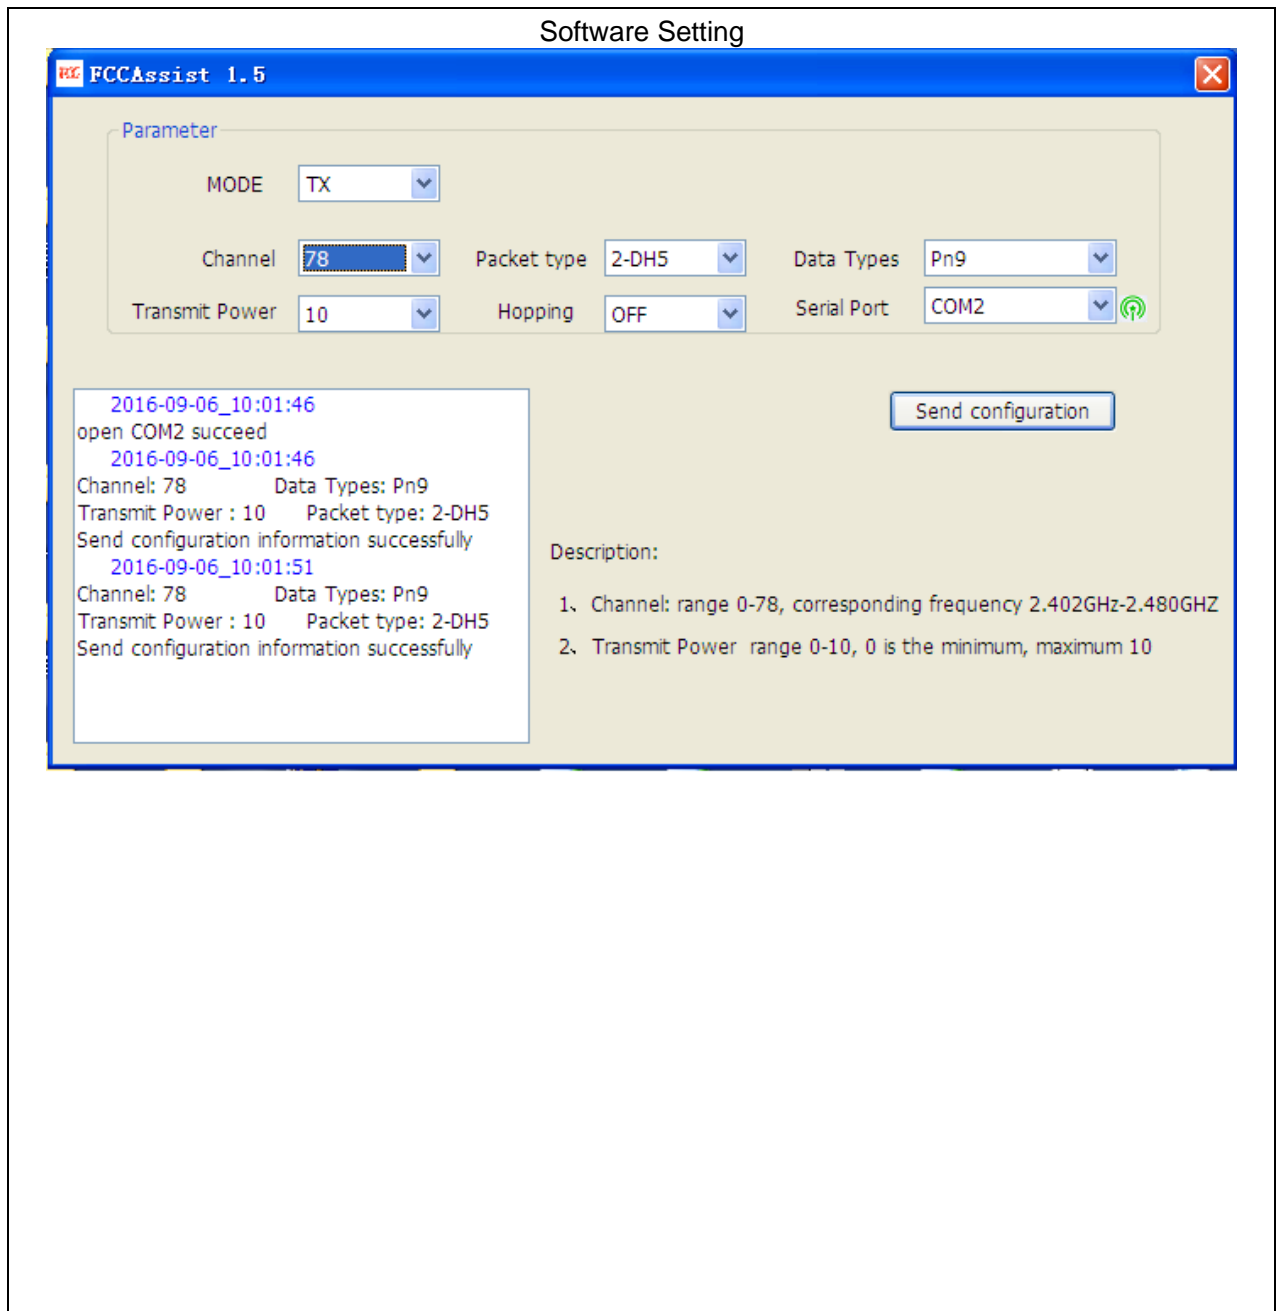 Software Setting
FCC FCCAssist 1.5
Parameter
MODE TX
Channel 78 Packet type 2-DH5 Data Types Pn9
Transmit Power 10 Hopping OFF Serial Port COM2
2016-09-06_10:01:46
open COM2 succeed
2016-09-06_10:01:46
Channel: 78 Data Types: Pn9
Transmit Power : 10 Packet type: 2-DH5
Send configuration information successfully
2016-09-06_10:01:51
Channel: 78 Data Types: Pn9
Transmit Power : 10 Packet type: 2-DH5
Send configuration information successfully
Send configuration
Description:
1、Channel: range 0-78, corresponding frequency 2.402GHz-2.480GHZ
2、Transmit Power range 0-10, 0 is the minimum, maximum 10